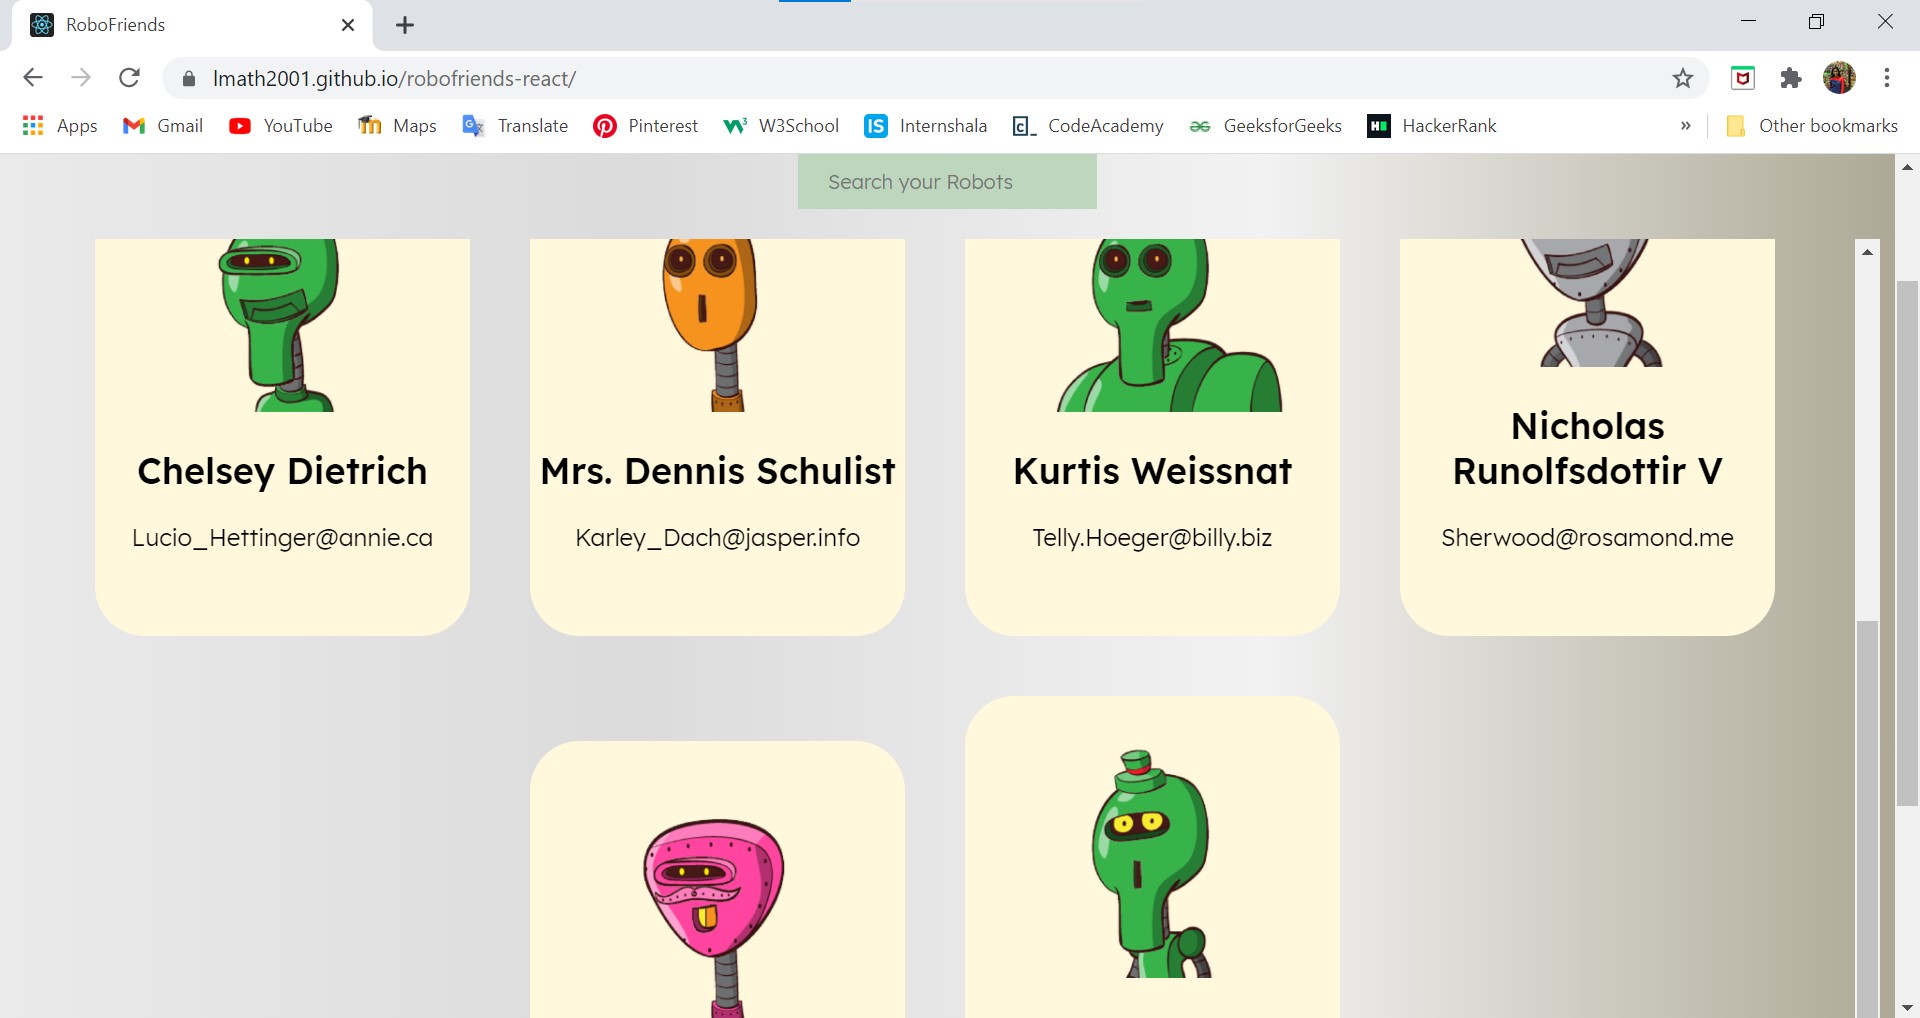 RoboFriends
lmath2001.github.io/robofriends-react/
Apps Gmail YouTube Maps Translate Pinterest W3School Internshala CodeAcademy GeeksforGeeks HackerRank » Other bookmarks
Search your Robots
Chelsey Dietrich
Lucio_Hettinger@annie.ca
Mrs. Dennis Schulist
Karley_Dach@jasper.info
Kurtis Weissnat
Telly.Hoeger@billy.biz
Nicholas
Runolfsdottir V
Sherwood@rosamond.me